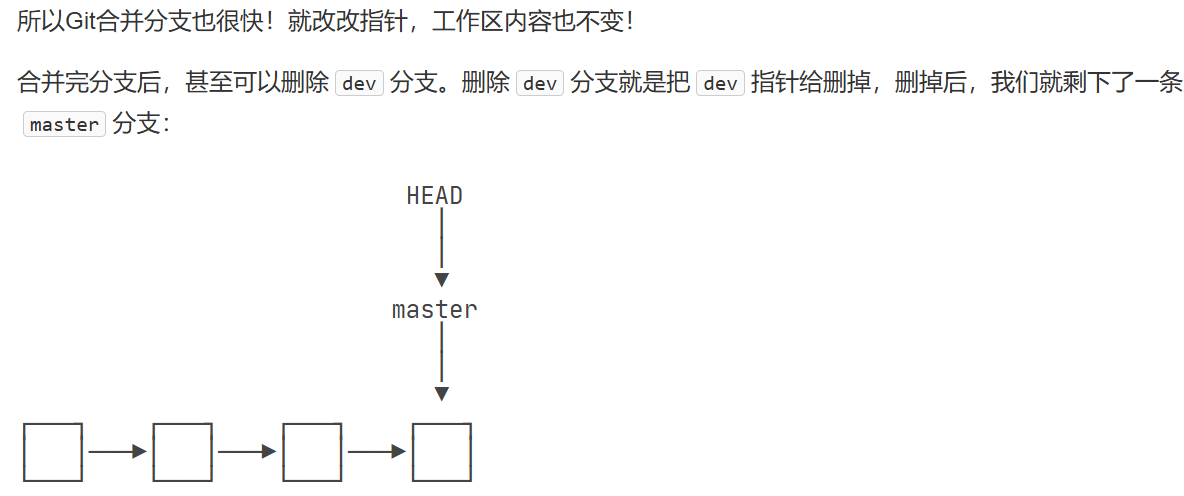 所以Git合并分支也很快！就改改指针，工作区内容也不变！
合并完分支后，甚至可以删除 dev 分支。删除 dev 分支就是把 dev 指针给删掉，删掉后，我们就剩下了一条
master 分支：
HEAD
master